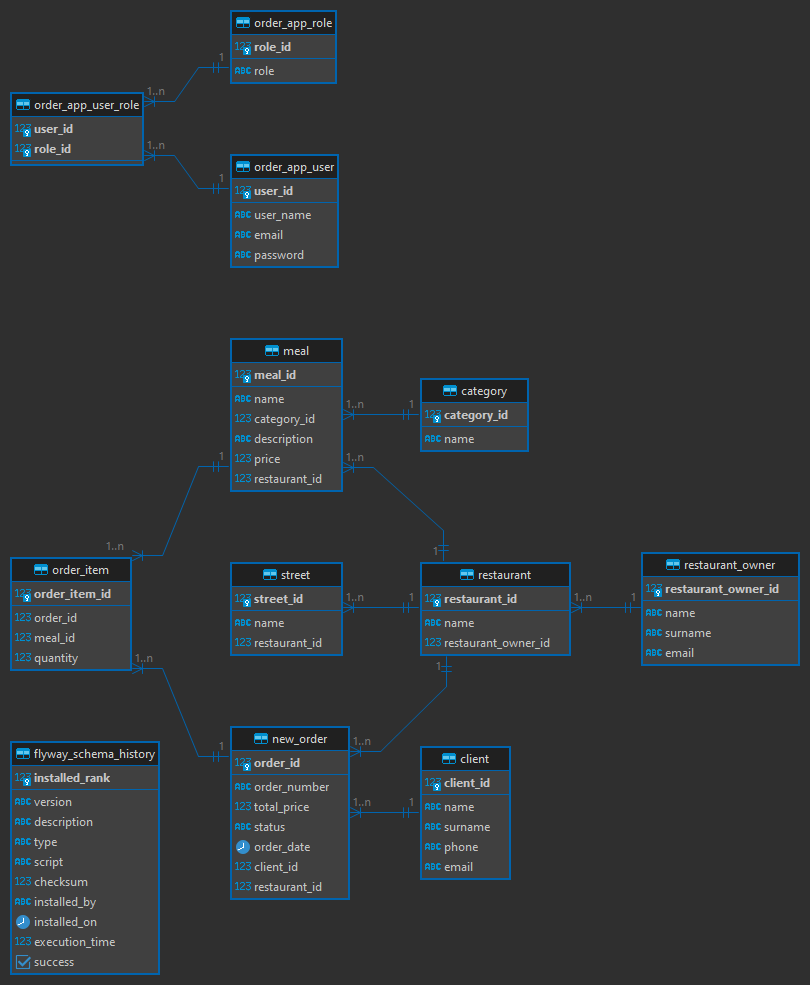 order_app_role
123 role_id
ABC role
1
1..n
order_app_user_role
123 user_id
123 role_id
1..n
1
order_app_user
123 user_id
ABC user_name
ABC email
ABC password
meal
123 meal_id
ABC name
123 category_id
ABC description
123 price
123 restaurant_id
1..n
1
category
123 category_id
ABC name
1
1..n
1
1..n
order_item
123 order_item_id
123 order_id
123 meal_id
123 quantity
1..n
street
123 street_id
ABC name
123 restaurant_id
1..n
1
restaurant
123 restaurant_id
ABC name
123 restaurant_owner_id
1..n
1
restaurant_owner
123 restaurant_owner_id
ABC name
ABC surname
ABC email
1
1
1..n
new_order
123 order_id
ABC order_number
123 total_price
ABC status
order_date
123 client_id
123 restaurant_id
1..n
1
client
123 client_id
ABC name
ABC surname
ABC phone
ABC email
flyway_schema_history
123 installed_rank
ABC version
ABC description
ABC type
ABC script
123 checksum
ABC installed_by
installed_on
123 execution_time
success